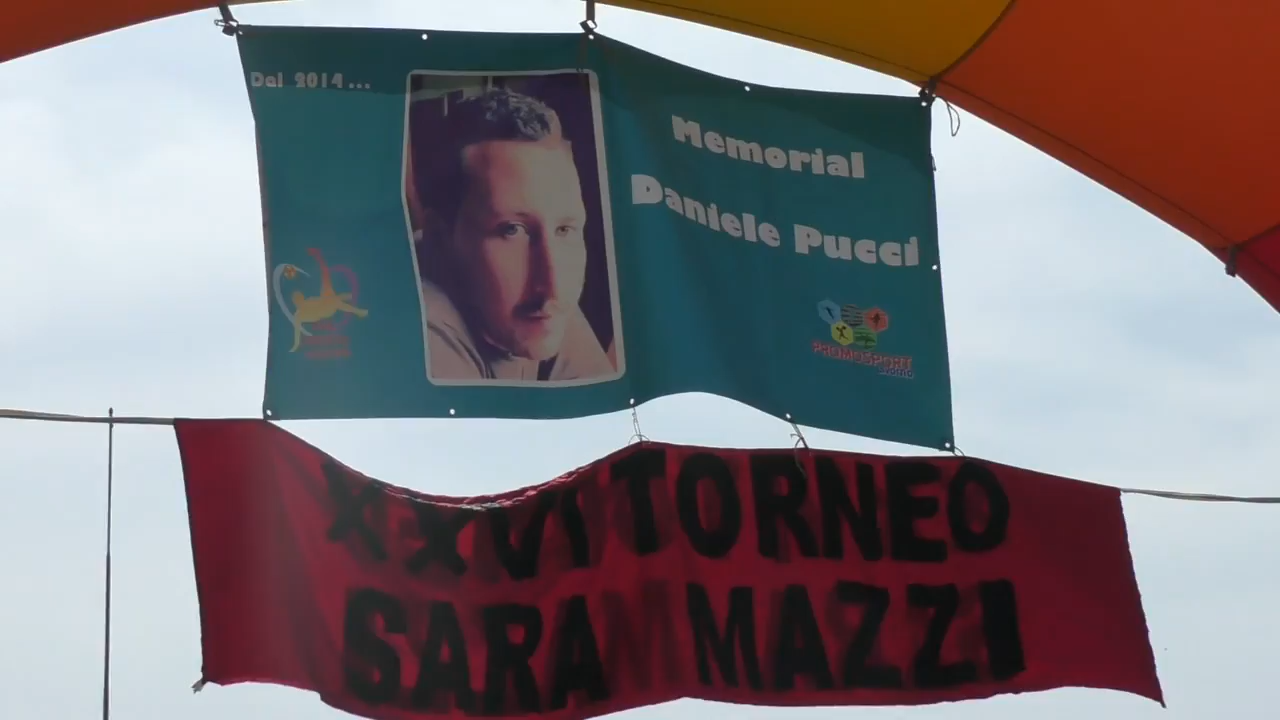 Dal 2014...
Memorial
Daniele Pucci
PROMOSPORT
XXVI TORNEO
SARA MAZZI